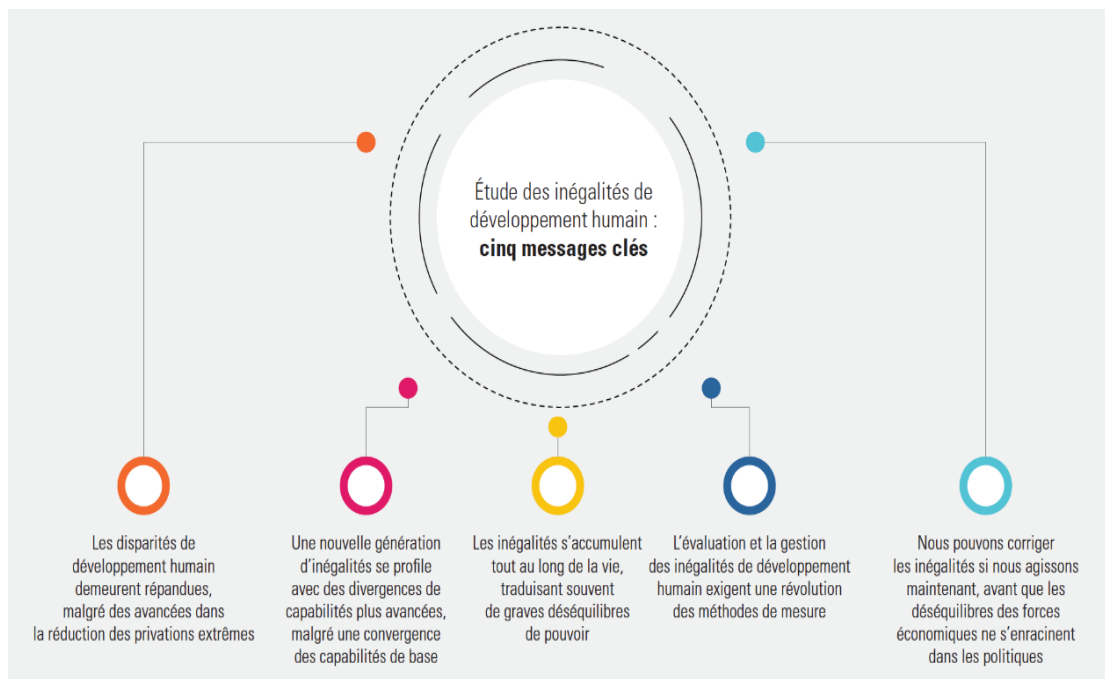 Étude des inégalités de
développement humain :
cinq messages clés
Les disparités de
développement humain
demeurent répandues,
malgré des avancées dans
la réduction des privations extrêmes
Une nouvelle génération
d’inégalités se profile
avec des divergences de
capabilités plus avancées,
malgré une convergence
des capabilités de base
Les inégalités s’accumulent
tout au long de la vie,
traduisant souvent
de graves déséquilibres
de pouvoir
L’évaluation et la gestion
des inégalités de développement
humain exigent une révolution
des méthodes de mesure
Nous pouvons corriger
les inégalités si nous agissons
maintenant, avant que les
déséquilibres des forces
économiques ne s’enracinent
dans les politiques